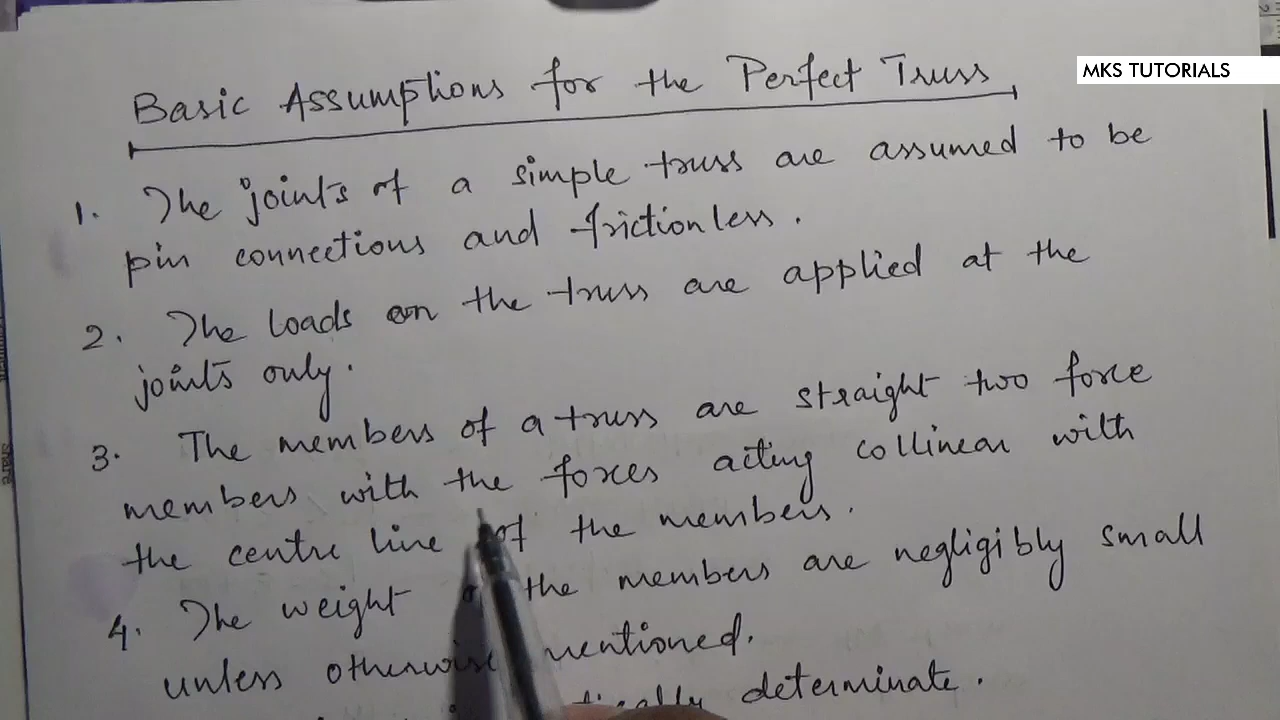 MKS TUTORIALS
Basic Assumptions for the Perfect Truss
1. The joints of a simple truss are assumed to be
pin connections and frictionless.
2. The loads on the truss are applied at the
joints only.
3. The members of a truss are straight two force
members with the forces acting collinear with
the centre line of the members.
4. The weight the members are negligibly small
unless otherwise mentioned.
determinate.